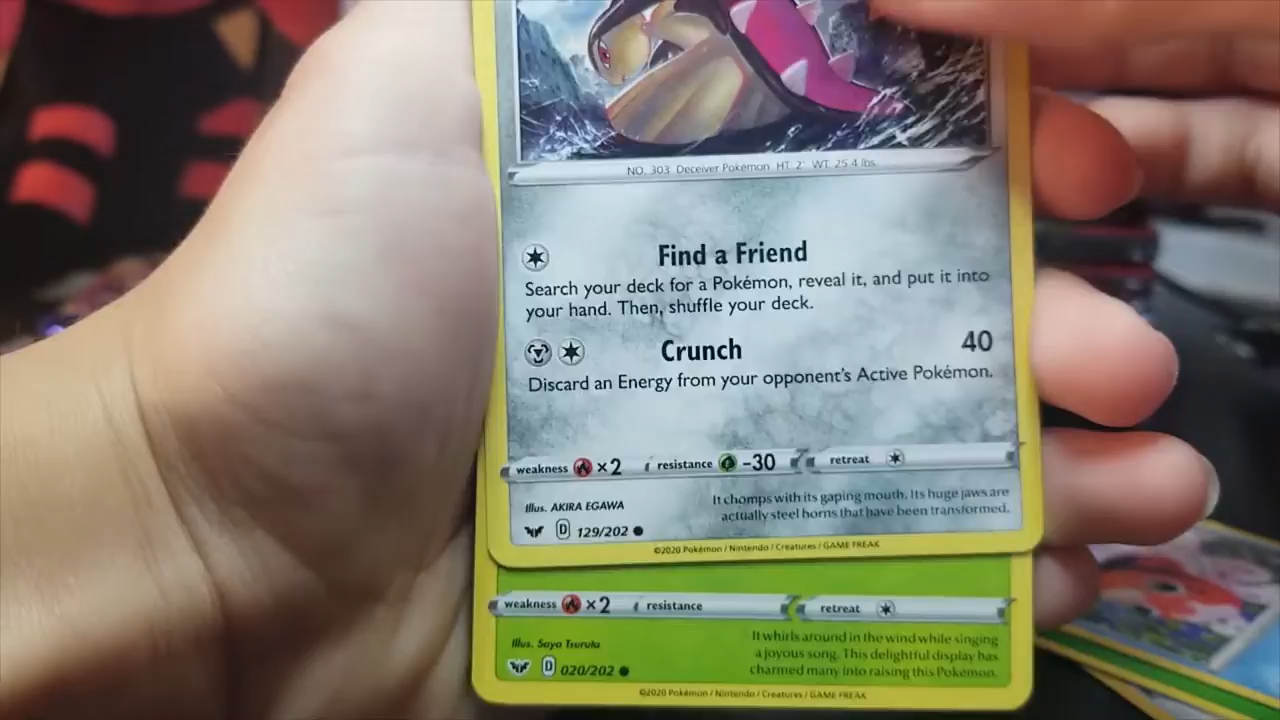 NO. 303 Deceiver Pokémon HT. 2' WT. 25.4 lbs.
Find a Friend
Search your deck for a Pokémon, reveal it, and put it into
your hand. Then, shuffle your deck.
Crunch 40
Discard an Energy from your opponent's Active Pokémon.
weakness ×2 resistance -30 retreat
Illus. AKIRA EGAWA
It chomps with its gaping mouth. Its huge jaws are
actually steel horns that have been transformed.
D 129/202
©2020 Pokémon / Nintendo / Creatures / GAME FREAK
weakness ×2 resistance retreat
Illus. Saya Tsuruta
It whirls around in the wind while singing
a joyous song. This delightful display has
charmed many into raising this Pokémon.
D 020/202
©2020 Pokémon / Nintendo / Creatures / GAME FREAK